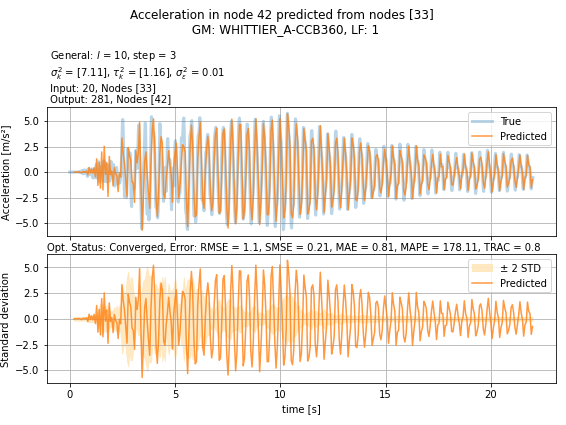 Acceleration in node 42 predicted from nodes [33]
GM: WHITTIER_A-CCB360, LF: 1
General: l = 10, step = 3
σ²ₖ = [7.11], τ²ₖ = [1.16], σ²ε = 0.01
Input: 20, Nodes [33]
Output: 281, Nodes [42]
Acceleration [m/s²]
5.0
2.5
0.0
−2.5
−5.0
True
Predicted
Opt. Status: Converged, Error: RMSE = 1.1, SMSE = 0.21, MAE = 0.81, MAPE = 178.11, TRAC = 0.8
Standard deviation
5.0
2.5
0.0
−2.5
−5.0
± 2 STD
Predicted
0 5 10 15 20
time [s]